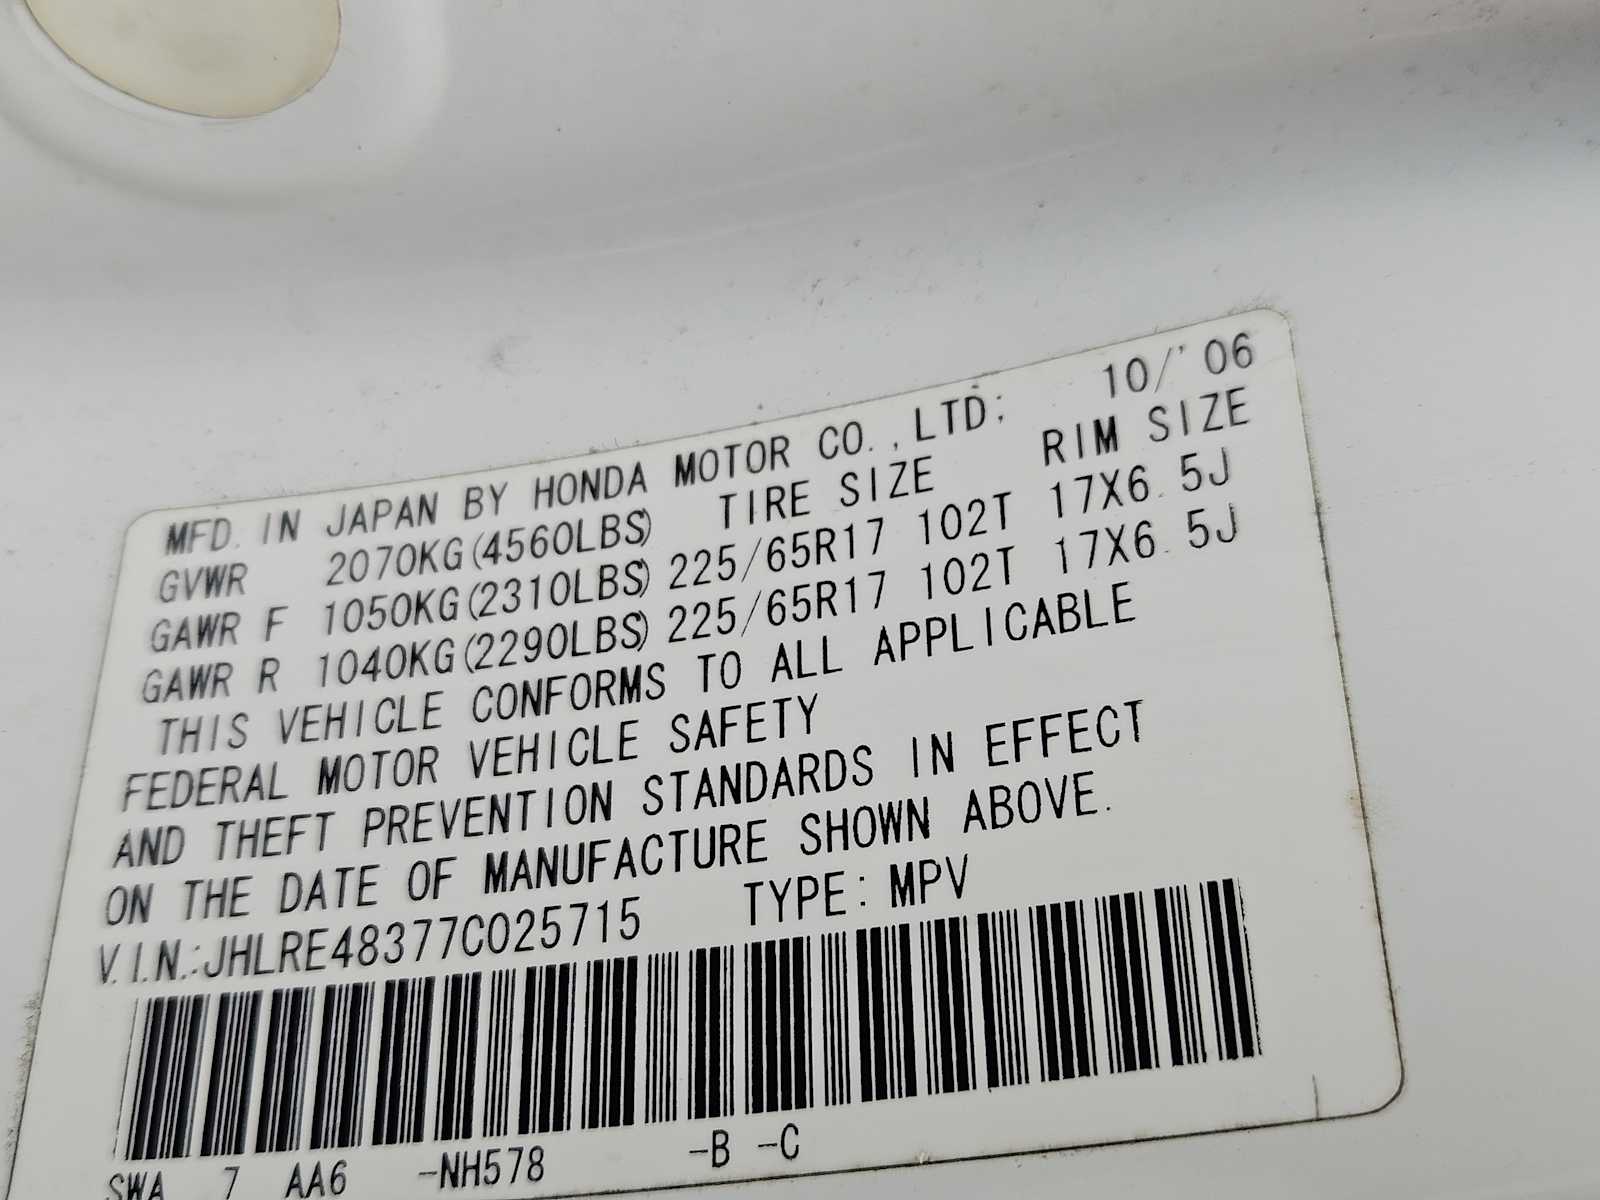 MFD. IN JAPAN BY HONDA MOTOR CO.,LTD; 10/'06
GVWR 2070KG(4560LBS) TIRE SIZE RIM SIZE
GAWR F 1050KG(2310LBS) 225/65R17 102T 17X6.5J
GAWR R 1040KG(2290LBS) 225/65R17 102T 17X6.5J
THIS VEHICLE CONFORMS TO ALL APPLICABLE
FEDERAL MOTOR VEHICLE SAFETY
AND THEFT PREVENTION STANDARDS IN EFFECT
ON THE DATE OF MANUFACTURE SHOWN ABOVE.
V.I.N.:JHLRE48377C025715 TYPE:MPV
SWA 7 AA6 -NH578 -B -C